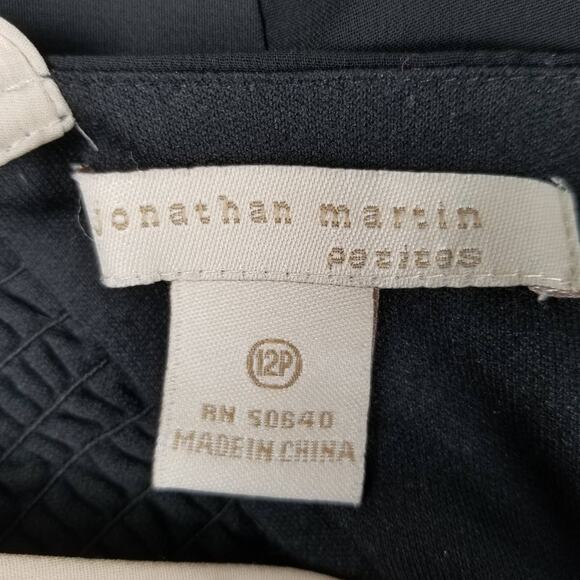 jonathan martin
petites
12P
RN 50640
MADE IN CHINA